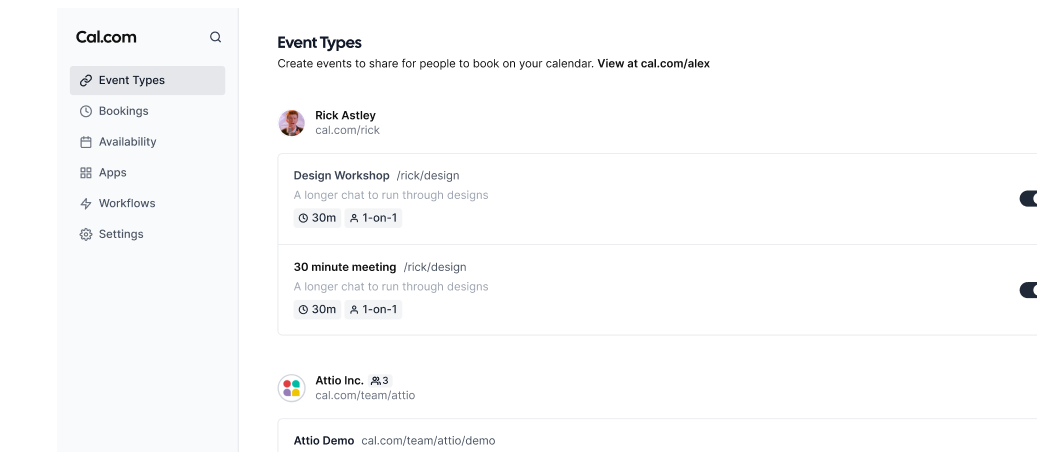 Cal.com
Event Types
Bookings
Availability
Apps
Workflows
Settings
Event Types
Create events to share for people to book on your calendar. View at cal.com/alex
Rick Astley
cal.com/rick
Design Workshop /rick/design
A longer chat to run through designs
30m 1-on-1
30 minute meeting /rick/design
A longer chat to run through designs
30m 1-on-1
Attio Inc. 3
cal.com/team/attio
Attio Demo cal.com/team/attio/demo